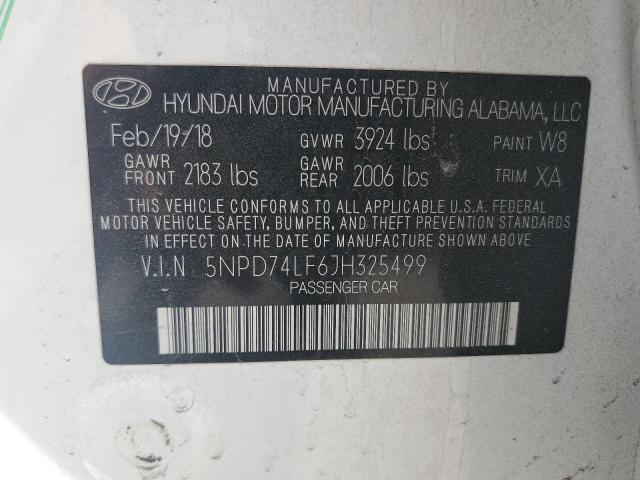 MANUFACTURED BY
HYUNDAI MOTOR MANUFACTURING ALABAMA, LLC
Feb/19/18 GVWR 3924 lbs PAINT W8
GAWR FRONT 2183 lbs GAWR REAR 2006 lbs TRIM XA
THIS VEHICLE CONFORMS TO ALL APPLICABLE U.S.A. FEDERAL
MOTOR VEHICLE SAFETY, BUMPER, AND THEFT PREVENTION STANDARDS
IN EFFECT ON THE DATE OF MANUFACTURE SHOWN ABOVE.
V.I.N 5NPD74LF6JH325499
PASSENGER CAR